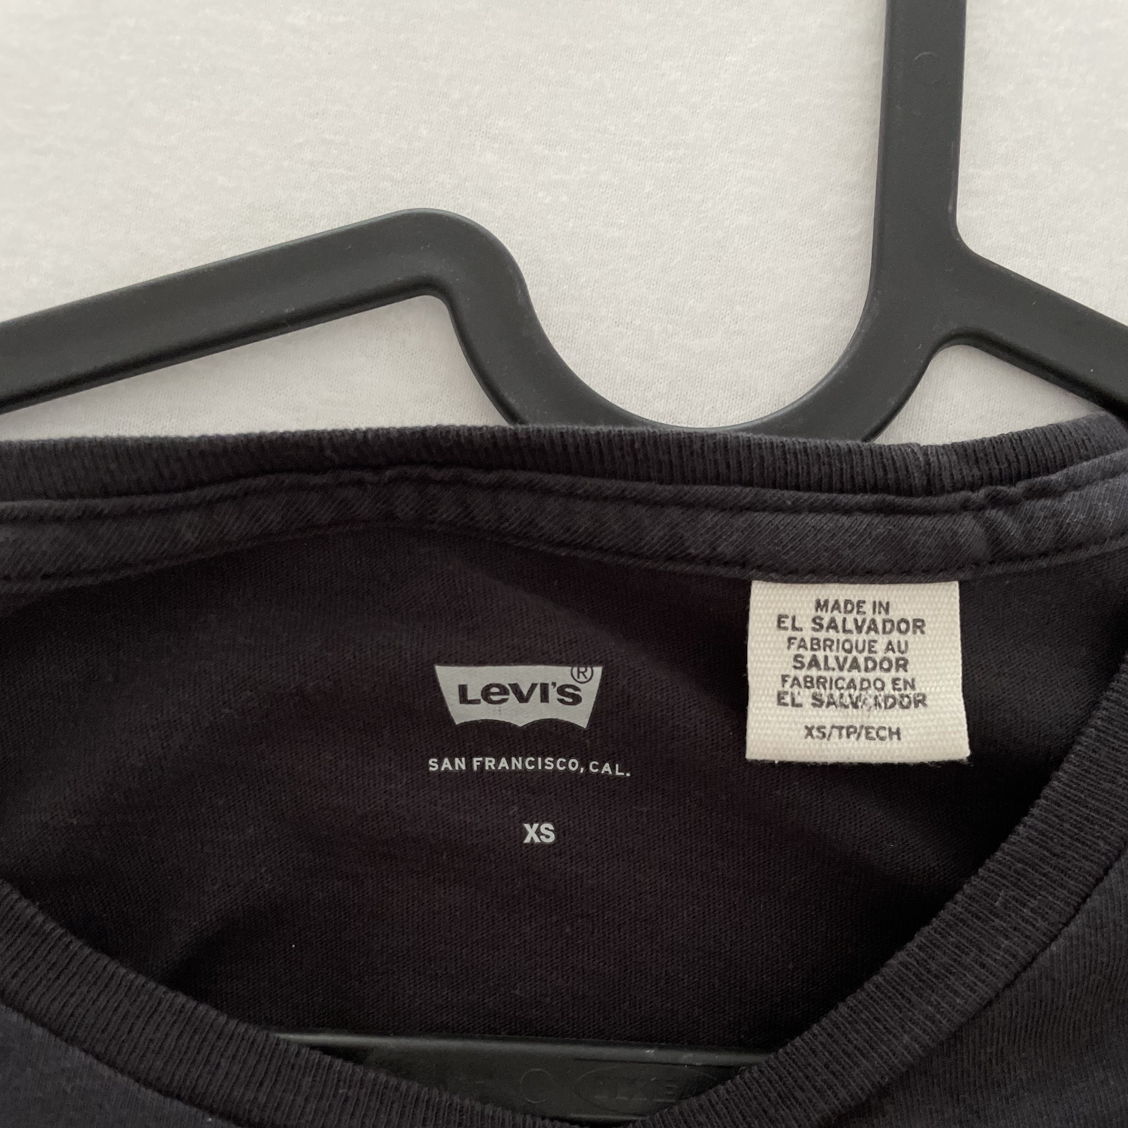 LEVI'S®
SAN FRANCISCO, CAL.
XS
MADE IN
EL SALVADOR
FABRIQUE AU
SALVADOR
FABRICADO EN
EL SALVADOR
XS/TP/ECH